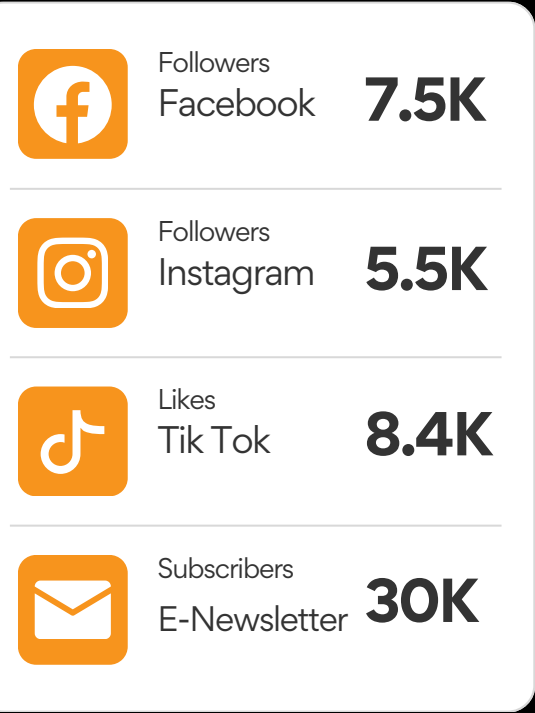 Followers
Facebook
7.5K
Followers
Instagram
5.5K
Likes
Tik Tok
8.4K
Subscribers
E-Newsletter
30K